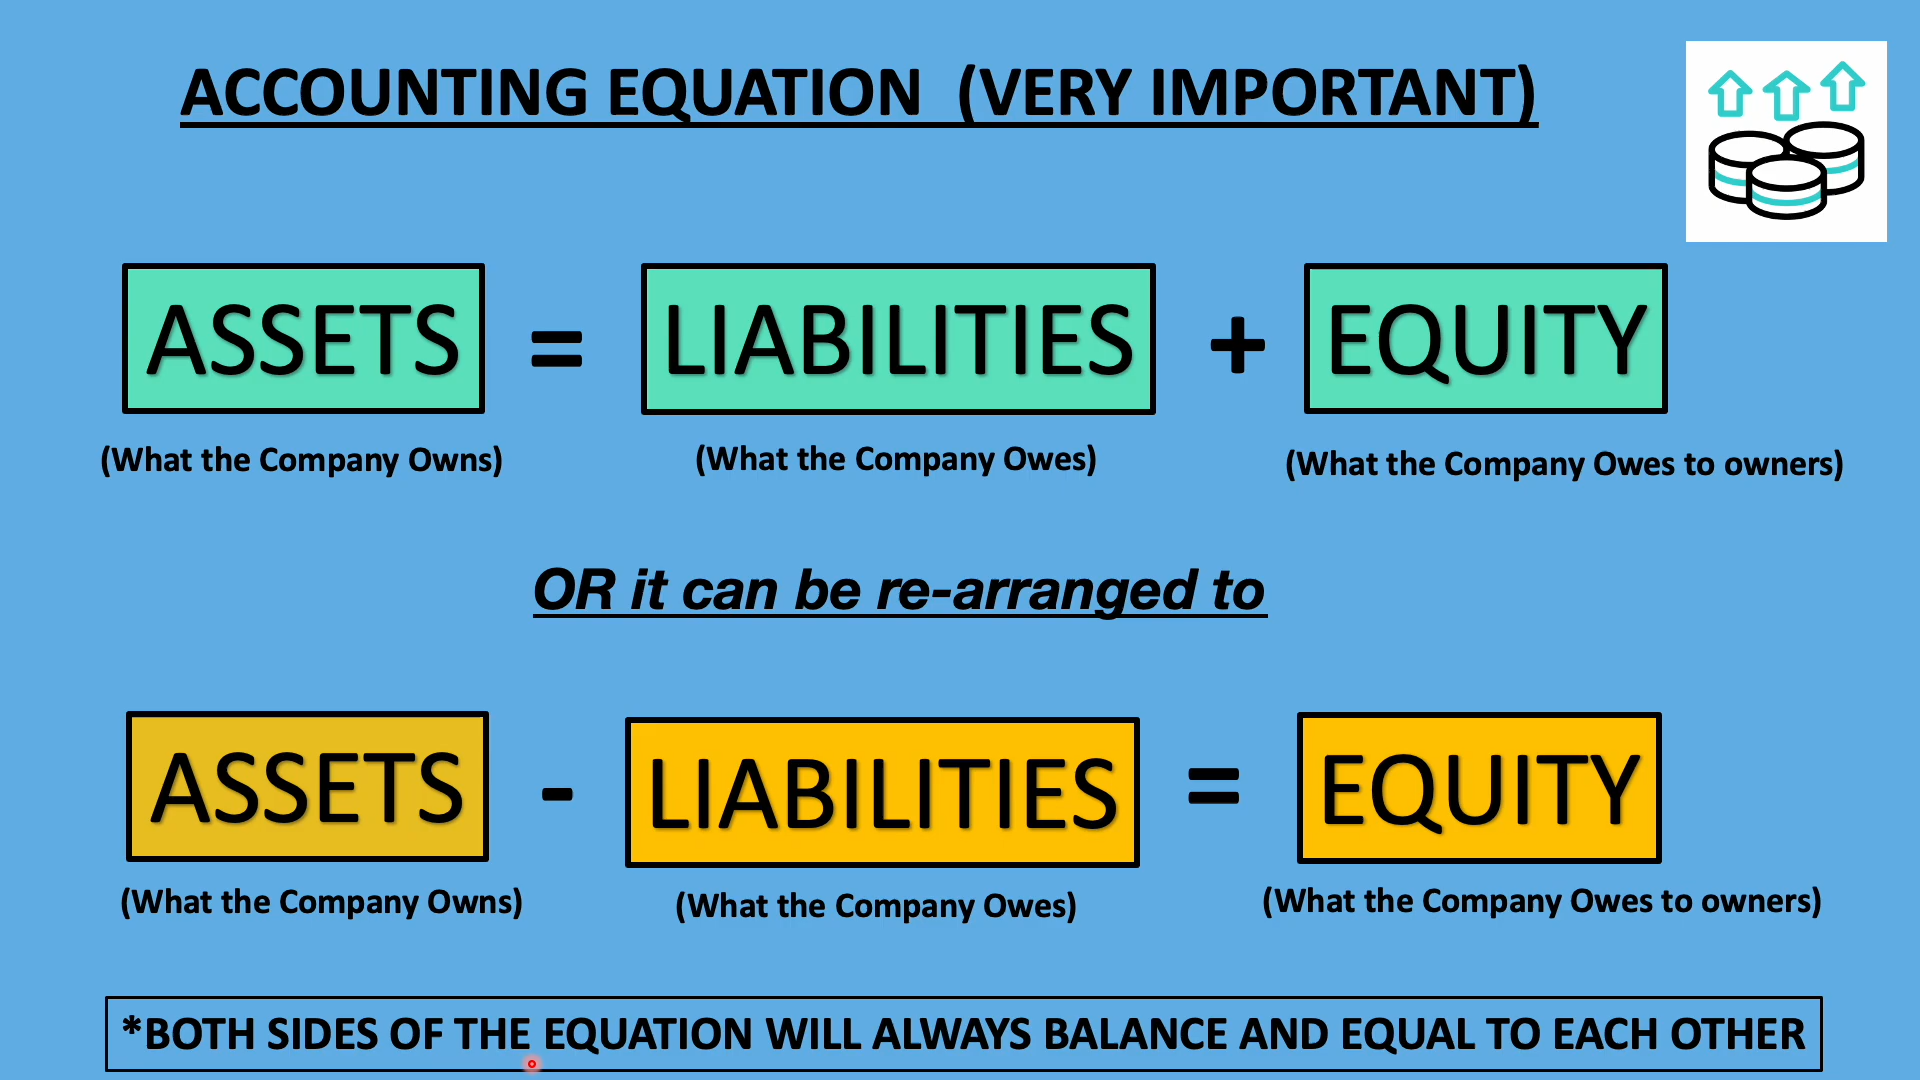 ACCOUNTING EQUATION (VERY IMPORTANT)
ASSETS = LIABILITIES + EQUITY
(What the Company Owns) (What the Company Owes) (What the Company Owes to owners)
OR it can be re-arranged to
ASSETS - LIABILITIES = EQUITY
(What the Company Owns) (What the Company Owes) (What the Company Owes to owners)
*BOTH SIDES OF THE EQUATION WILL ALWAYS BALANCE AND EQUAL TO EACH OTHER